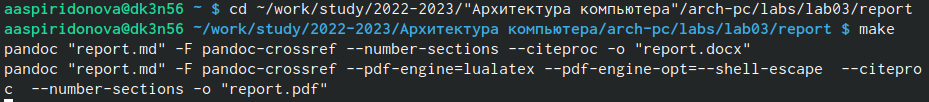 aaspiridonova@dk3n56 ~ $ cd ~/work/study/2022-2023/"Архитектура компьютера"/arch-pc/labs/lab03/report
aaspiridonova@dk3n56 ~/work/study/2022-2023/Архитектура компьютера/arch-pc/labs/lab03/report $ make
pandoc "report.md" -F pandoc-crossref --number-sections --citeproc -o "report.docx"
pandoc "report.md" -F pandoc-crossref --pdf-engine=lualatex --pdf-engine-opt=--shell-escape  --citepro
c  --number-sections -o "report.pdf"